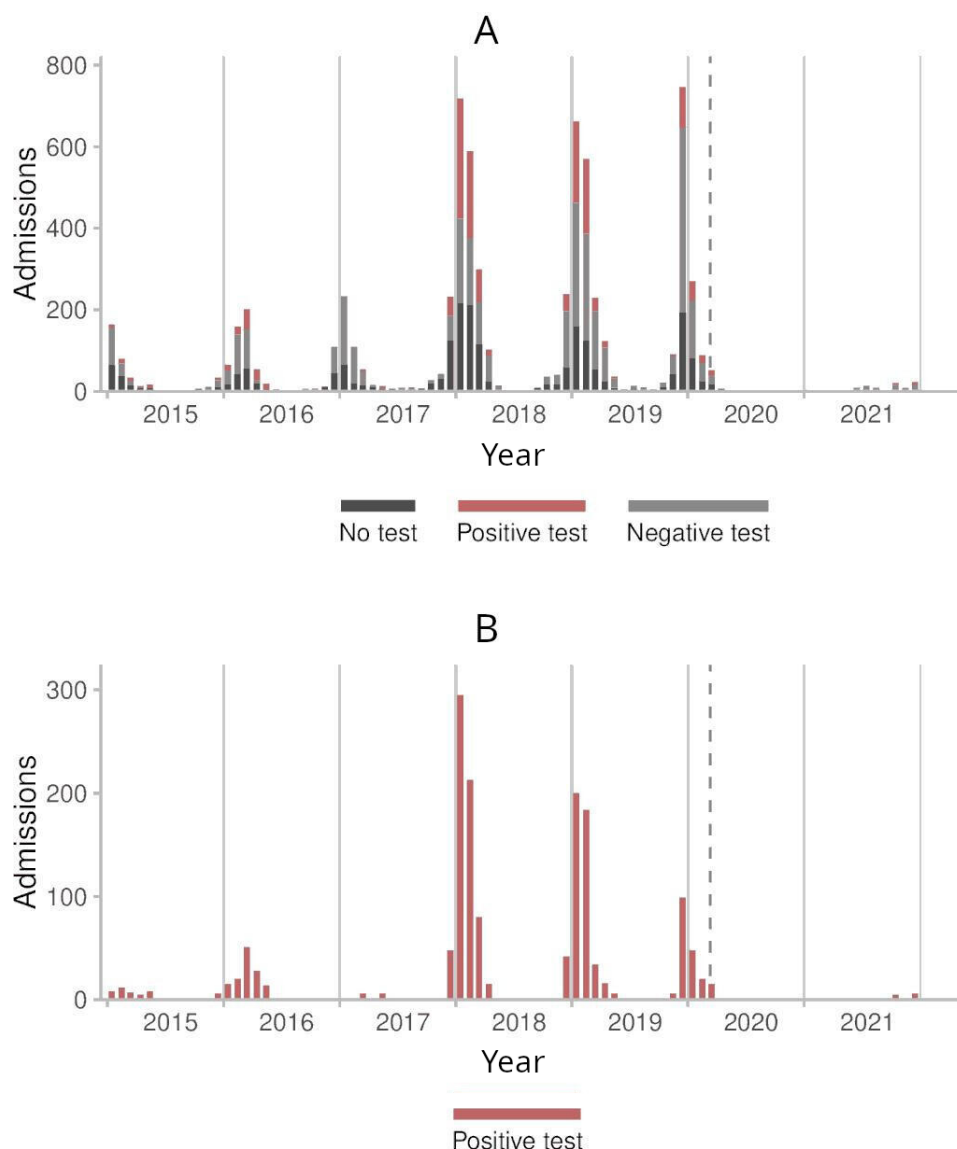 A
Admissions
800
600
400
200
0
2015 2016 2017 2018 2019 2020 2021
Year
No test Positive test Negative test
B
Admissions
300
200
100
0
2015 2016 2017 2018 2019 2020 2021
Year
Positive test